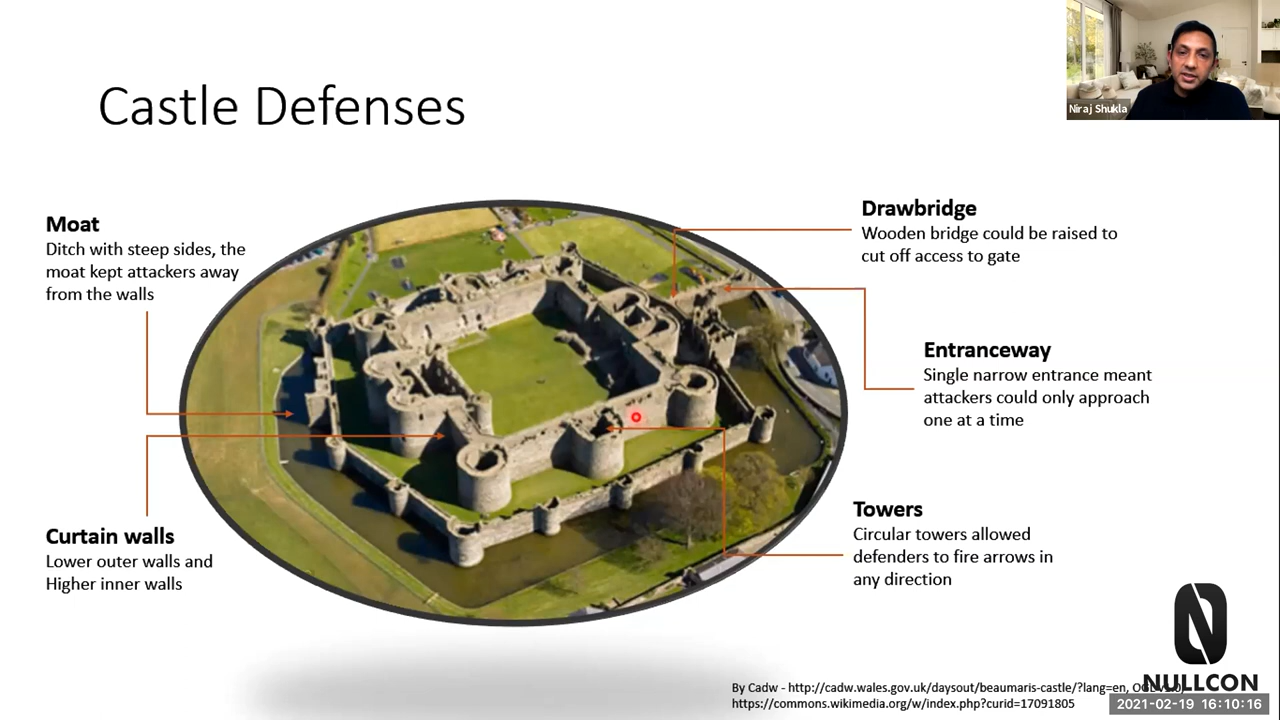 Castle Defenses
Niraj Shukla
Moat
Ditch with steep sides, the
moat kept attackers away
from the walls
Drawbridge
Wooden bridge could be raised to
cut off access to gate
Entranceway
Single narrow entrance meant
attackers could only approach
one at a time
Curtain walls
Lower outer walls and
Higher inner walls
Towers
Circular towers allowed
defenders to fire arrows in
any direction
By Cadw - http://cadw.wales.gov.uk/daysout/beaumaris-castle/?lang=en,
https://commons.wikimedia.org/w/index.php?curid=17091805
NULLCON
2021-02-19 16:10:16